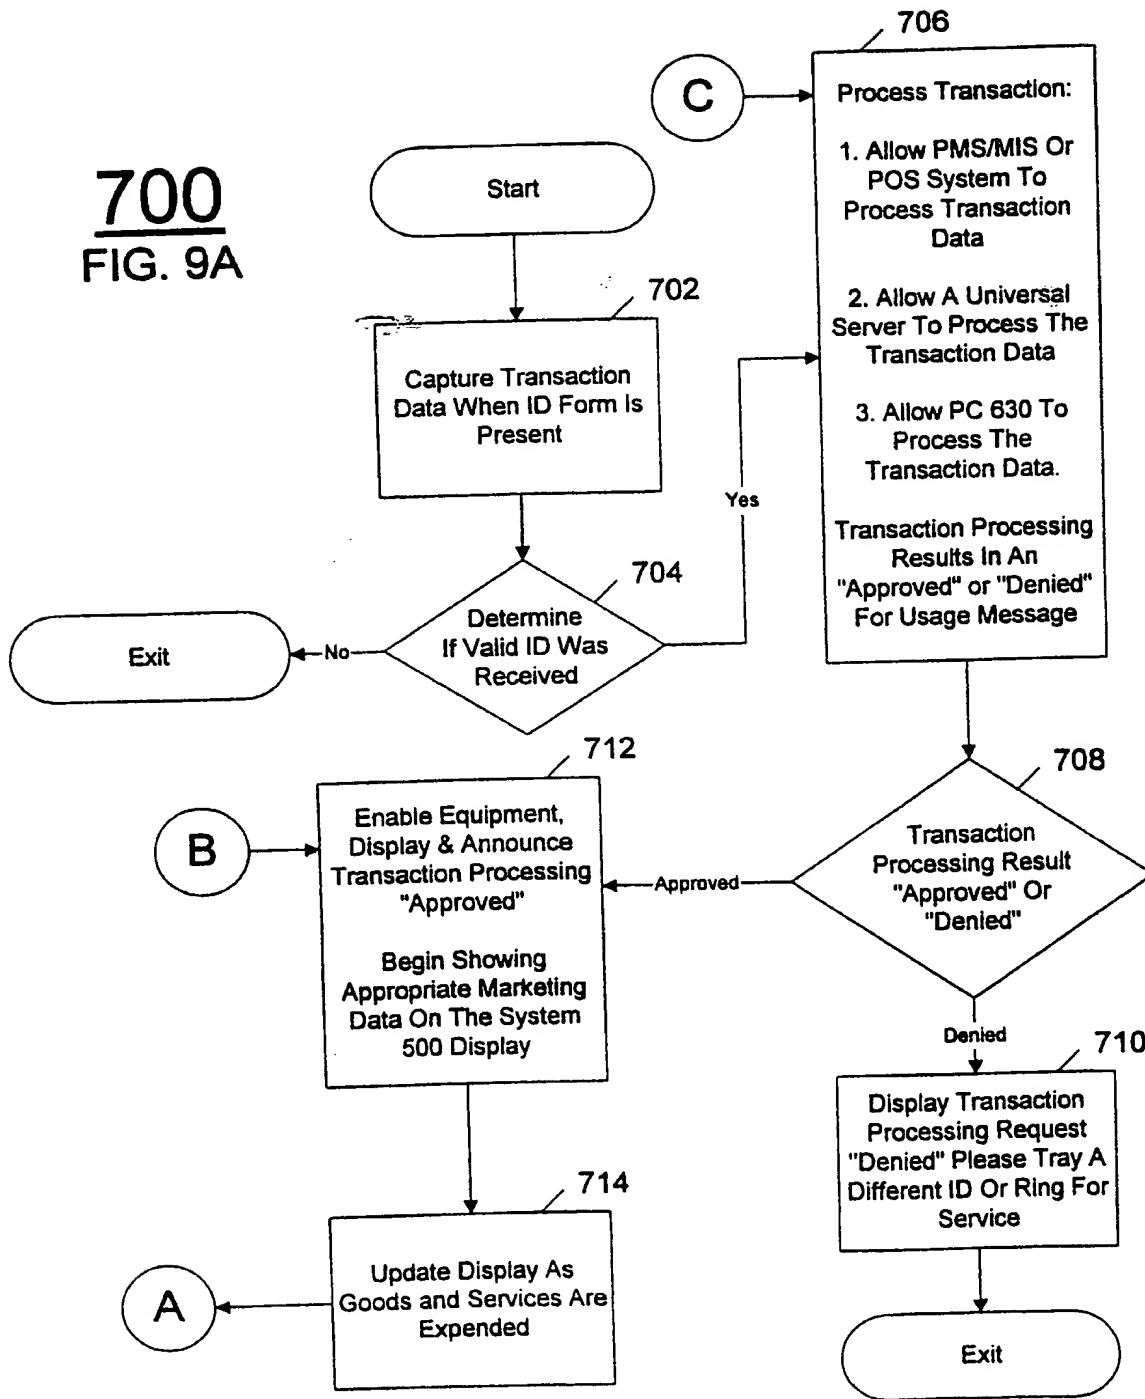 700
FIG. 9A
Start
702
Capture Transaction
Data When ID Form Is
Present
704
Determine
If Valid ID Was
Received
No
Exit
Yes
C
706
Process Transaction:
1. Allow PMS/MIS Or
POS System To
Process Transaction
Data
2. Allow A Universal
Server To Process The
Transaction Data
3. Allow PC 630 To
Process The
Transaction Data.
Transaction Processing
Results In An
"Approved" or "Denied"
For Usage Message
708
Transaction
Processing Result
"Approved" Or
"Denied"
Approved
Denied
710
Display Transaction
Processing Request
"Denied" Please Tray A
Different ID Or Ring For
Service
Exit
B
712
Enable Equipment,
Display & Announce
Transaction Processing
"Approved"
Begin Showing
Appropriate Marketing
Data On The System
500 Display
714
Update Display As
Goods and Services Are
Expended
A